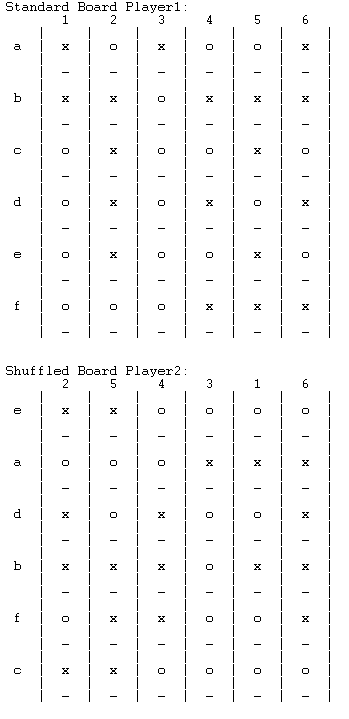 Standard Board Player1:
1 2 3 4 5 6
a | x | o | x | o | o | x |
| _ | _ | _ | _ | _ | _ |
b | x | x | o | x | x | x |
| _ | _ | _ | _ | _ | _ |
c | o | x | o | o | x | o |
| _ | _ | _ | _ | _ | _ |
d | o | x | o | x | o | x |
| _ | _ | _ | _ | _ | _ |
e | o | x | o | o | x | o |
| _ | _ | _ | _ | _ | _ |
f | o | o | o | x | x | x |
| _ | _ | _ | _ | _ | _ |
Shuffled Board Player2:
2 5 4 3 1 6
e | x | x | o | o | o | o |
| _ | _ | _ | _ | _ | _ |
a | o | o | o | x | x | x |
| _ | _ | _ | _ | _ | _ |
d | x | o | x | o | o | x |
| _ | _ | _ | _ | _ | _ |
b | x | x | x | o | x | x |
| _ | _ | _ | _ | _ | _ |
f | o | x | x | o | o | x |
| _ | _ | _ | _ | _ | _ |
c | x | x | o | o | o | o |
| _ | _ | _ | _ | _ | _ |